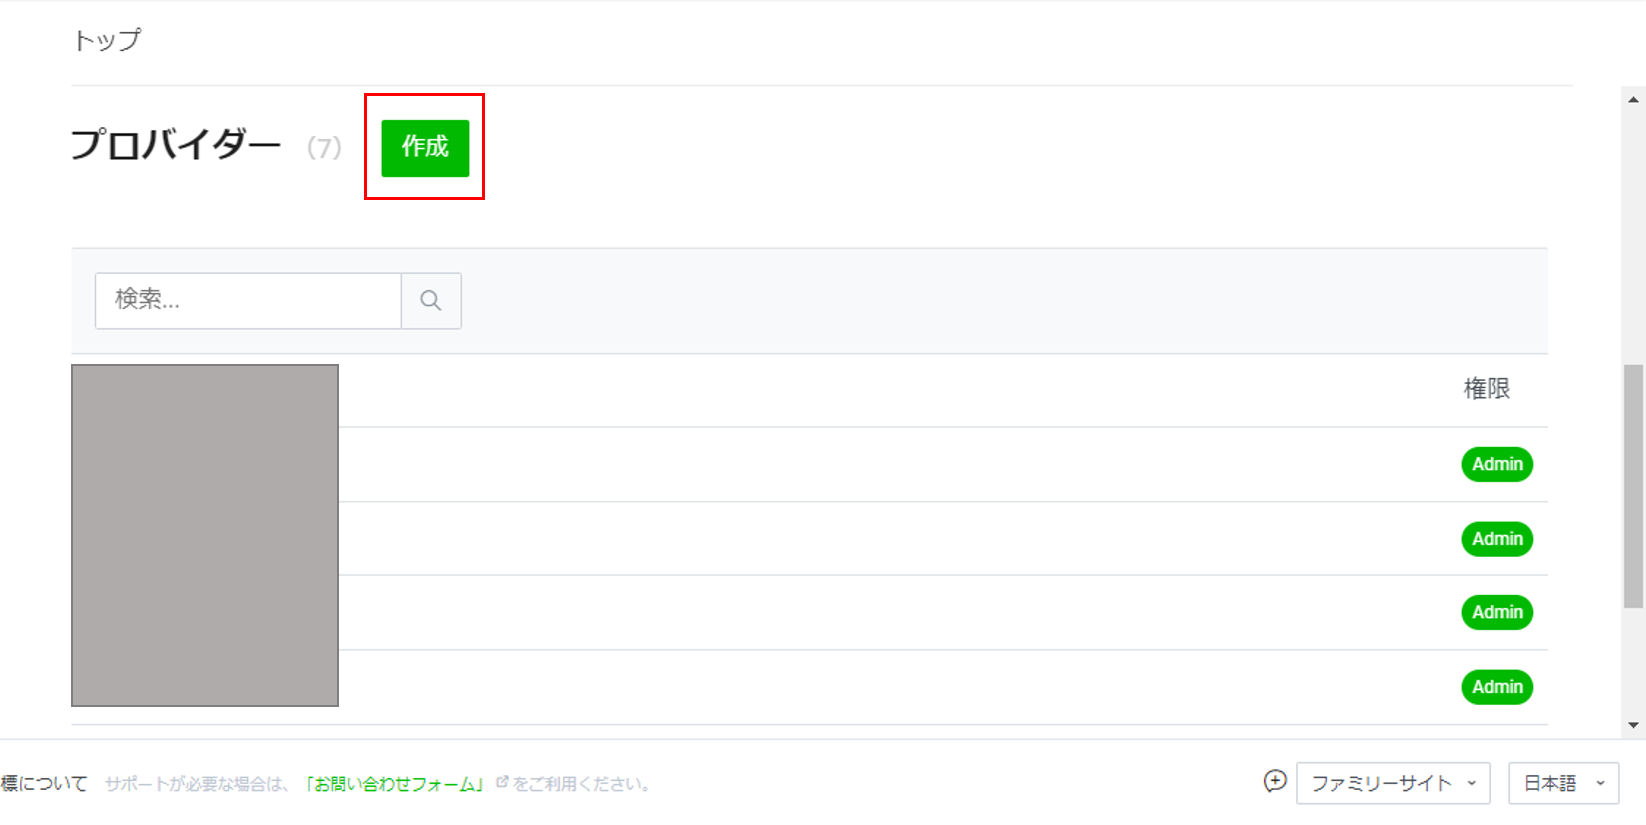 トップ
プロバイダー (7) 作成
検索...
権限
Admin
Admin
Admin
Admin
標について サポートが必要な場合は、「お問い合わせフォーム」をご利用ください。 ファミリーサイト 日本語